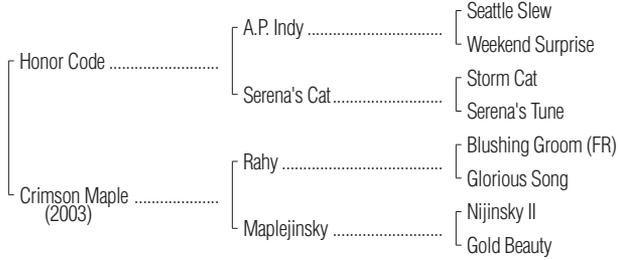 Seattle Slew
A.P. Indy ..............................
Weekend Surprise
Honor Code ........................
Storm Cat
Serena's Cat........................
Serena's Tune
Blushing Groom (FR)
Rahy ....................................
Glorious Song
Crimson Maple ..................
(2003)
Nijinsky II
Maplejinsky ........................
Gold Beauty